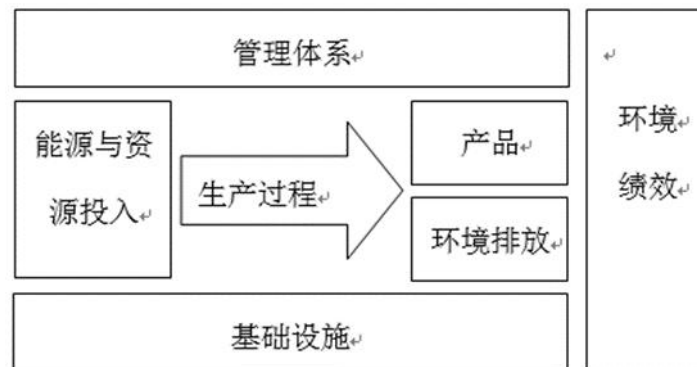 管理体系
能源与资
源投入
生产过程
产品
环境排放
基础设施
环境
绩效